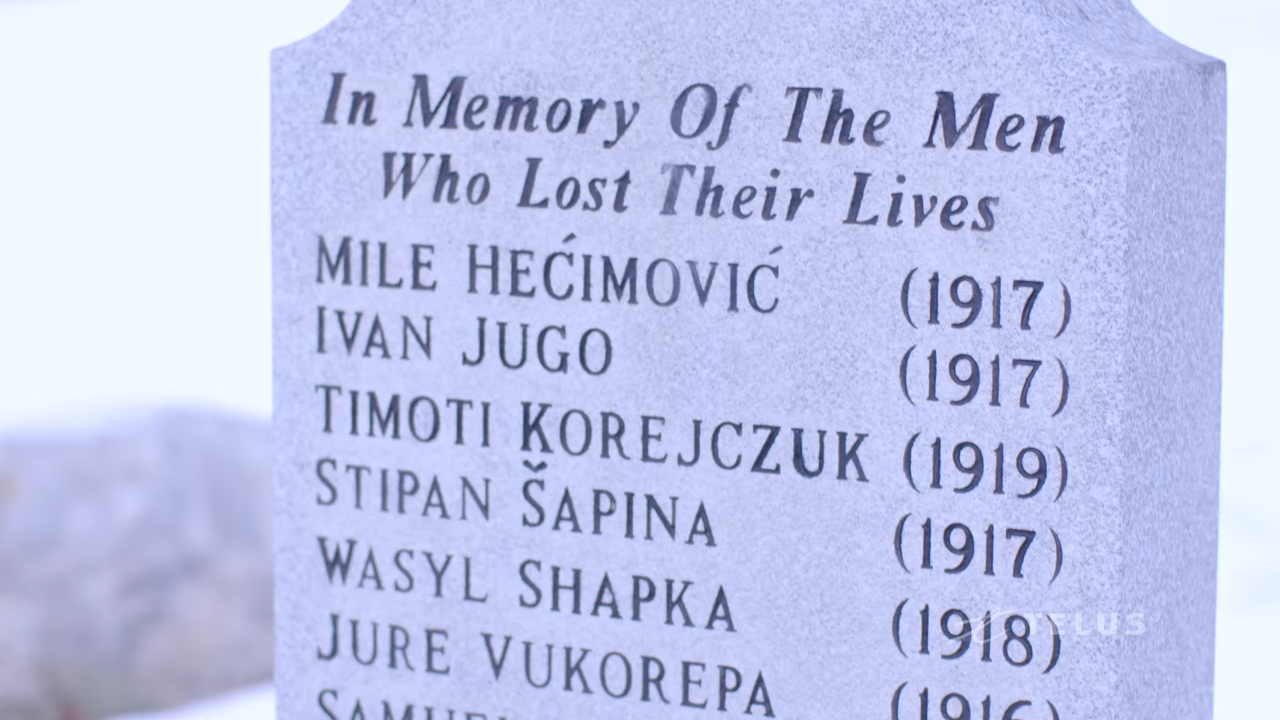 In Memory Of The Men
Who Lost Their Lives
MILE HEĆIMOVIĆ (1917)
IVAN JUGO (1917)
TIMOTI KOREJCZUK (1919)
STIPAN ŠAPINA (1917)
WASYL SHAPKA (1918)
JURE VUKOREPA (1916)
TELUS